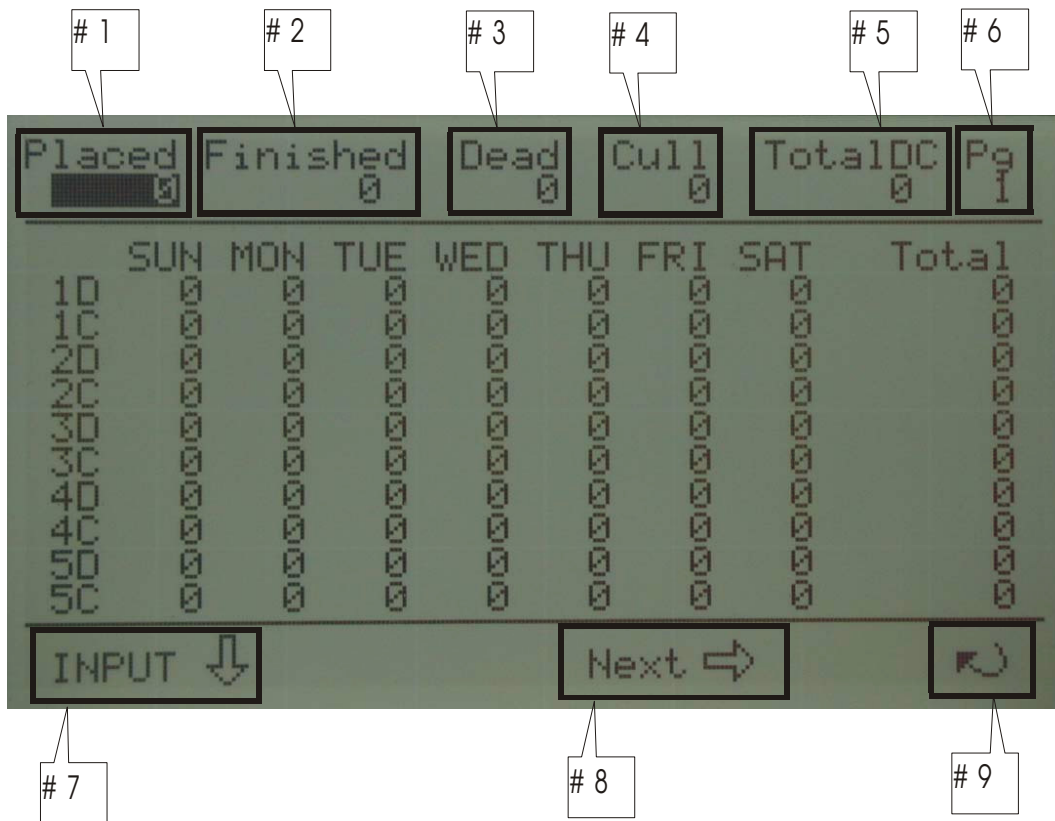 # 1 # 2 # 3 # 4 # 5 # 6
Placed Finished Dead Cull TotalDC Pg
0 0 0 0 0 1
SUN MON TUE WED THU FRI SAT Total
1D 0 0 0 0 0 0 0 0
1C 0 0 0 0 0 0 0 0
2D 0 0 0 0 0 0 0 0
2C 0 0 0 0 0 0 0 0
3D 0 0 0 0 0 0 0 0
3C 0 0 0 0 0 0 0 0
4D 0 0 0 0 0 0 0 0
4C 0 0 0 0 0 0 0 0
5D 0 0 0 0 0 0 0 0
5C 0 0 0 0 0 0 0 0
INPUT Next
# 7 # 8 # 9